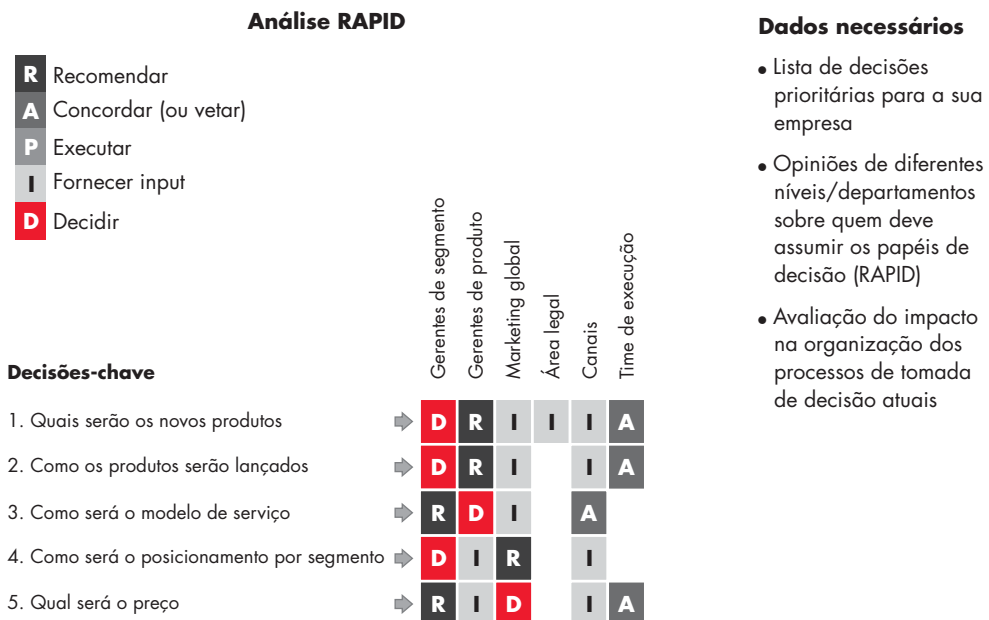 Análise RAPID
R Recomendar
A Concordar (ou vetar)
P Executar
I Fornecer input
D Decidir
Gerentes de segmento
Gerentes de produto
Marketing global
Área legal
Canais
Time de execução
Decisões-chave
1. Quais serão os novos produtos D R I I I A
2. Como os produtos serão lançados D R I I A
3. Como será o modelo de serviço R D I A
4. Como será o posicionamento por segmento D I R I
5. Qual será o preço R I D I A
Dados necessários
• Lista de decisões
prioritárias para a sua
empresa
• Opiniões de diferentes
níveis/departamentos
sobre quem deve
assumir os papéis de
decisão (RAPID)
• Avaliação do impacto
na organização dos
processos de tomada
de decisão atuais